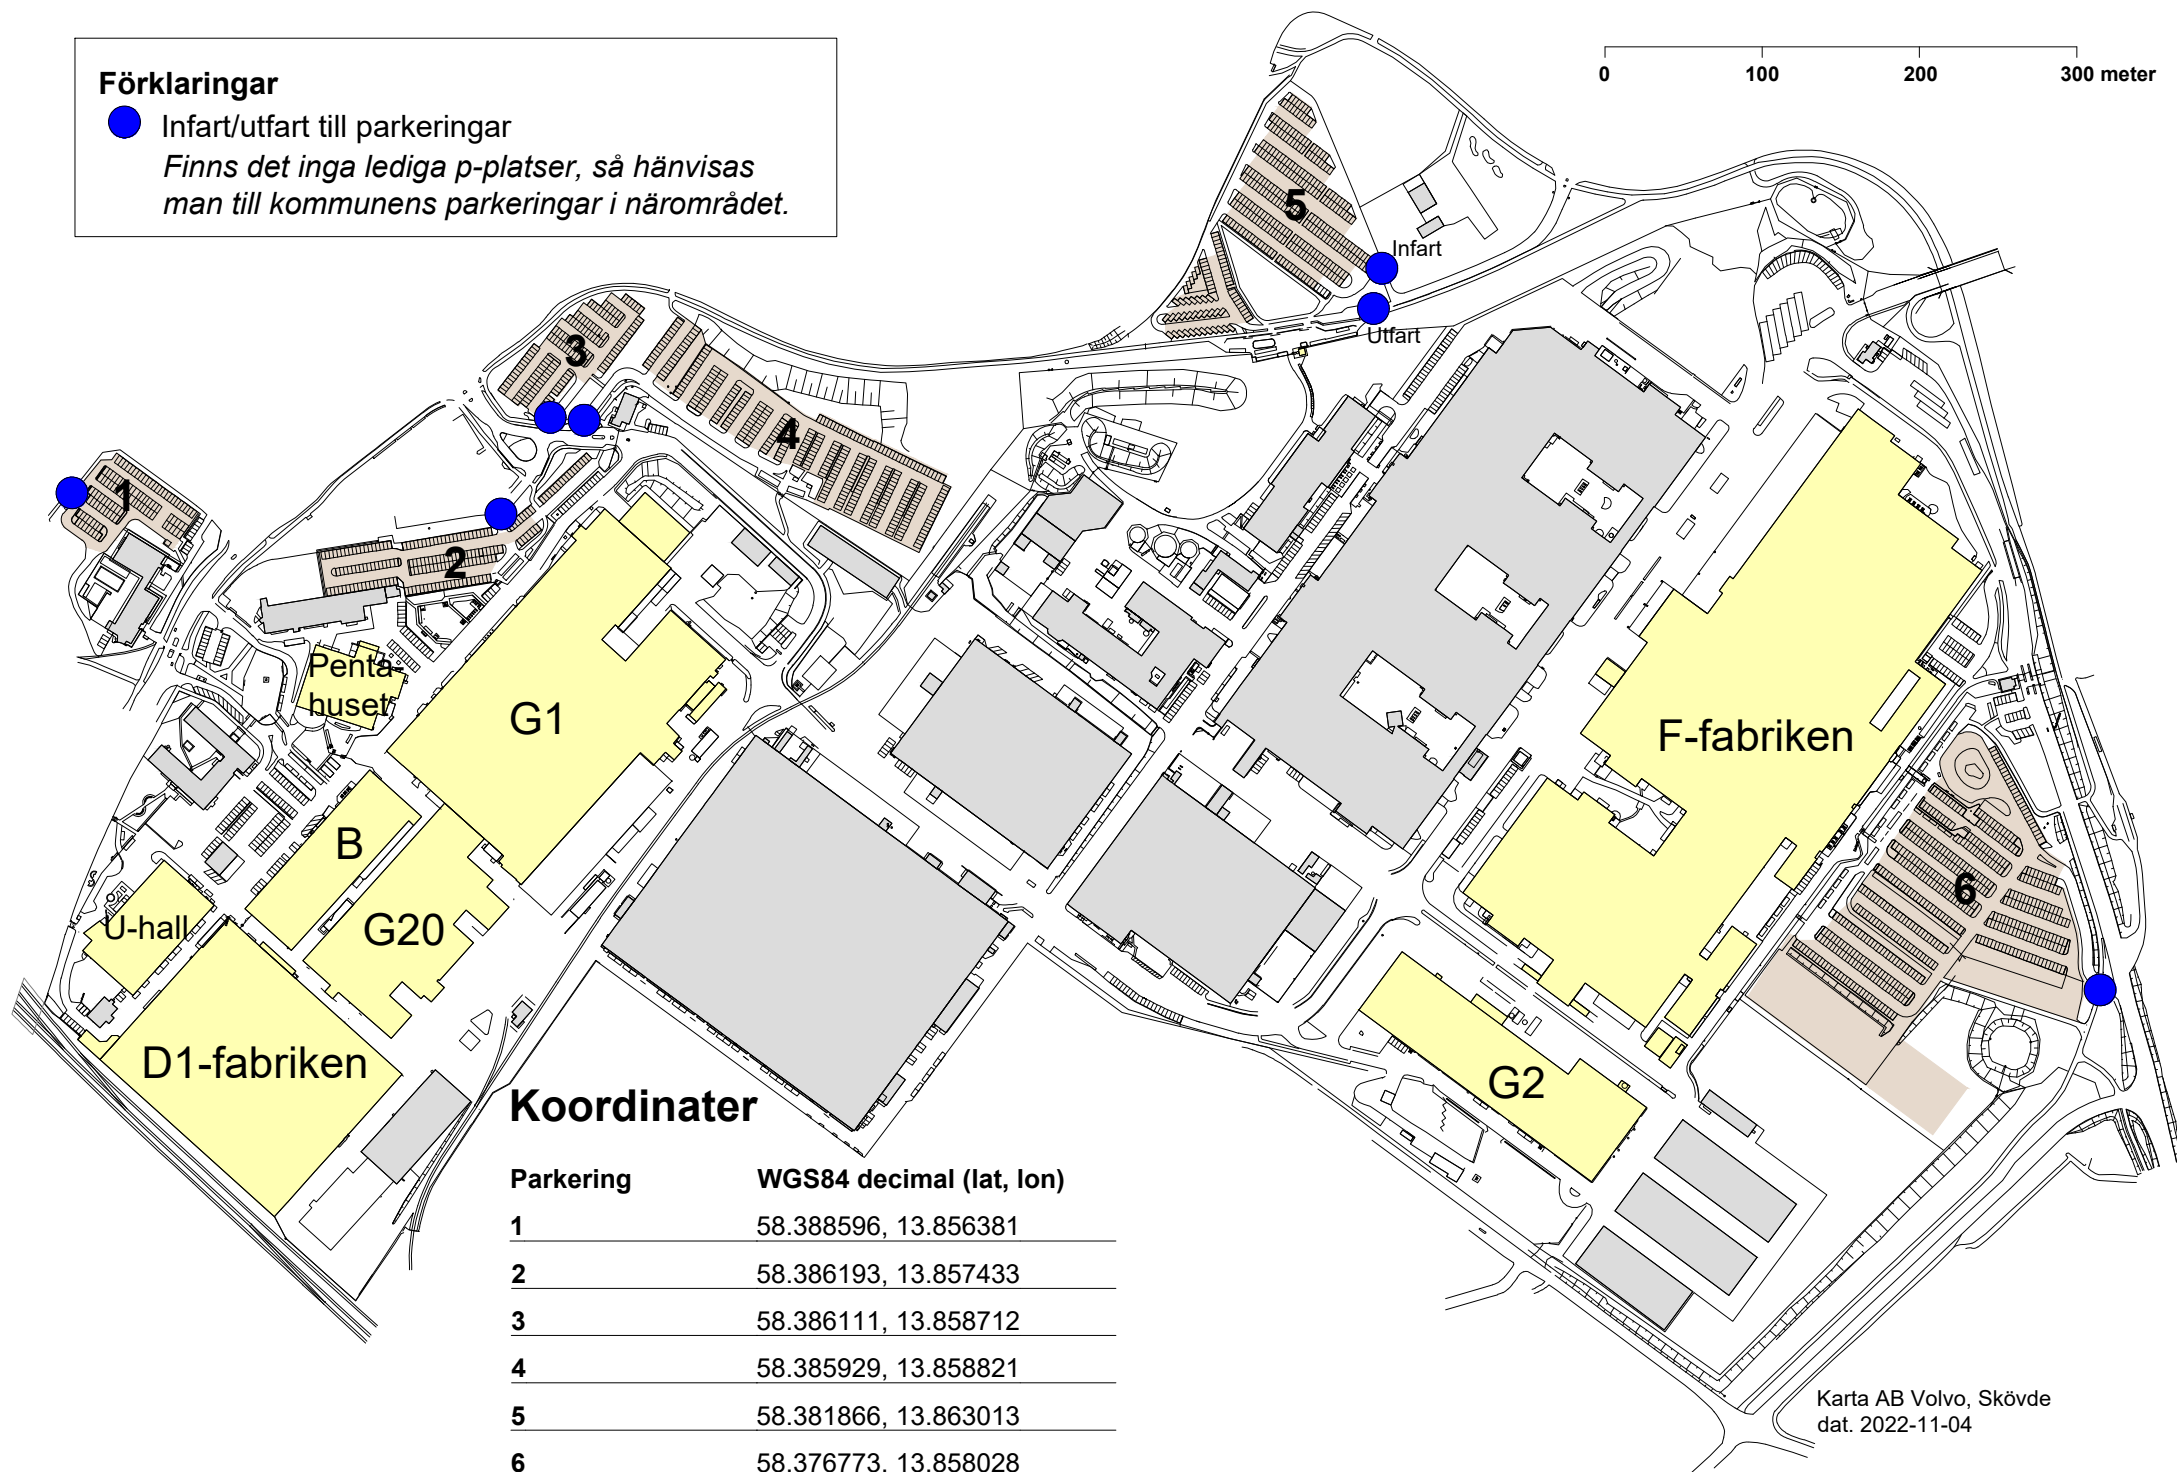 Förklaringar
Infart/utfart till parkeringar
Finns det inga lediga p-platser, så hänvisas
man till kommunens parkeringar i närområdet.
0 100 200 300 meter
5
Infart
Utfart
3
4
1
2
Penta-
huset
G1
F-fabriken
B
6
U-hall
G20
D1-fabriken
G2
Koordinater
Parkering WGS84 decimal (lat, lon)
1 58.388596, 13.856381
2 58.386193, 13.857433
3 58.386111, 13.858712
4 58.385929, 13.858821
5 58.381866, 13.863013
6 58.376773, 13.858028
Karta AB Volvo, Skövde
dat. 2022-11-04